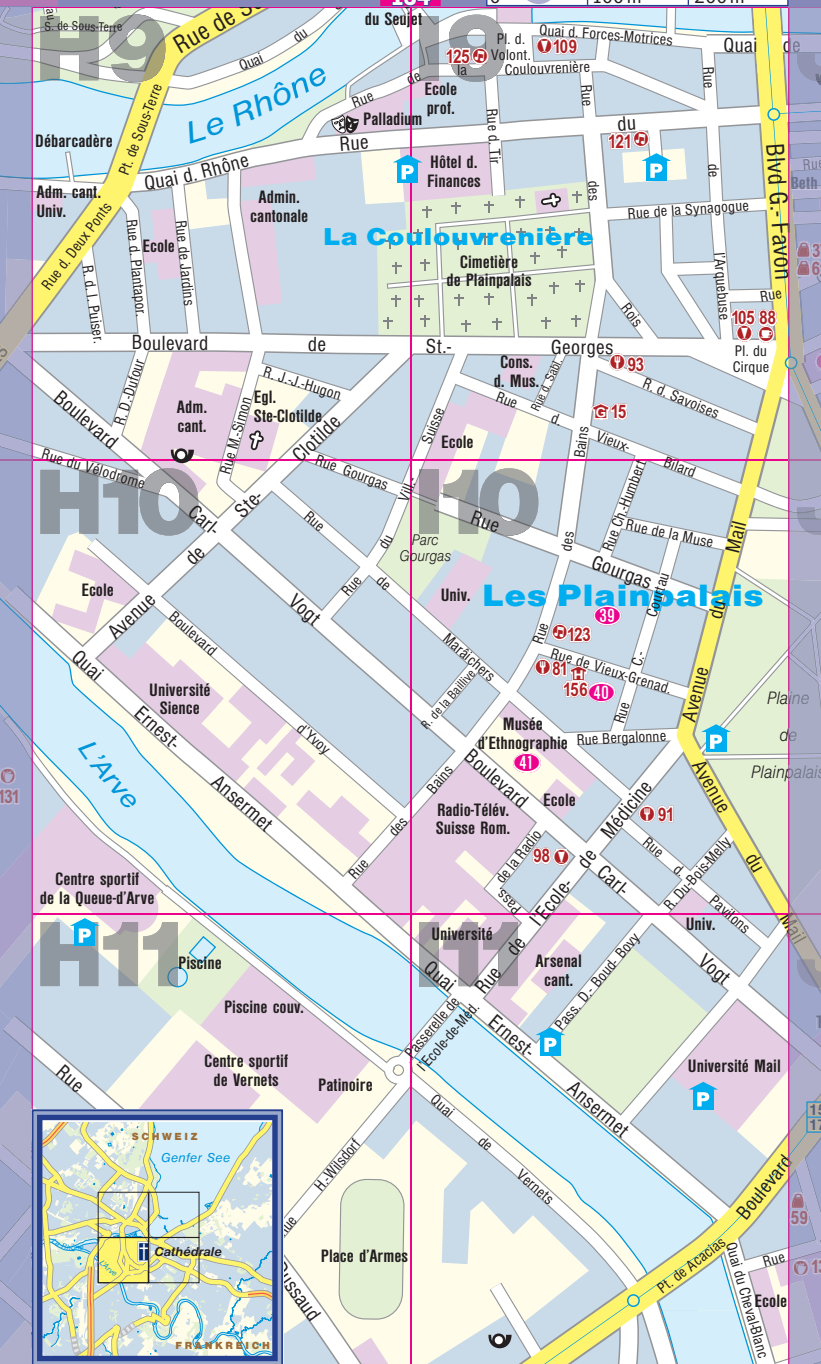 S. de Sous-Terre
Rue de S
H9
I9
du Seujet
Quai du
Quai d. Forces-Motrices
Quai
de
125
la
Pl. d.
Volont.
109
Coulouvrenière
Rue de
Le Rhône
Pt. de Sous-Terre
Ecole
prof.
Palladium
Rue
du
Rue
Rue
121
Débarcadère
Quai d. Rhône
Rue d. Tir
Hôtel d.
Finances
P
P
des
de
Blvd G.- Favon
Beth
Adm. cant.
Univ.
Rue d. Deux Ponts
Admin.
cantonale
Rue de la Synagogue
Ecole
Rue d. Plantapor.
Rue de Jardins
R. d. l. Puiser.
La Coulouvrenière
Cimetière
de Plainpalais
l'Arquebuse
Rois
Rue
105 88
Pl. du
Cirque
Boulevard
de
St.-
Georges
Cons.
d. Mus.
Rue d. Sabl.
93
R. D.-Dufour
R. J.-J.-Hugon
R. d. Savoises
Boulevard
Adm.
cant.
Rue M.-Simon
Egl.
Ste-Clotilde
Clotilde
Suisse
Rue
d.
Vieux-
Bilard
15
Bains
Ecole
Rue du Vélodrome
H10
I10
Carl-
Ste-
Rue Gourgas
Vill.-
Rue
Rue Ch.-Humbert
Rue de la Muse
Mail
de
Rue
du
Parc
Gourgas
des
Gourgas
Ecole
Avenue
Vogt
Rue
de
Univ.
Les Plainpalais
39
Courtau
du
Boulevard
Maraîchers
Rue
123
Rue de Vieux-Grenad.
C.-
Quai
Université
Sience
R. de la Baillive
81
156
40
Rue
Avenue
Plaine
de
Plainpalais
Ernest-
d'Yvoy
Musée
d'Ethnographie
41
Rue Bergalonne
P
L'Arve
131
Ansermet
Bains
Boulevard
Ecole
Médicine
91
Avenue
Radio-Télév.
Suisse Rom.
des
Rue
98
de la Radio
Pass.
de
Rue
d.
Pavillons
R. Du-Bois-Melly
du
Mail
Carl-
Centre sportif
de la Queue-d'Arve
l'Ecole-
P
H11
I11
Piscine
Université
Quai
de
Rue
Arsenal
cant.
Pass. D.- Boud- Bovy
Univ.
Vogt
Piscine couv.
Passerelle de
l'Ecole-de-Méd.
Ernest-
P
Rue
Centre sportif
de Vernets
Patinoire
Université Mail
P
Ansermet
Quai
de
Vernets
SCHWEIZ
Genfer See
H.-Wilsdorf
Cathédrale
L'Arve
Boulevard
59
Place d'Armes
Pt. de Acacias
Rue
Ecole
Quai du Cheval-Blanc
FRANKREICH